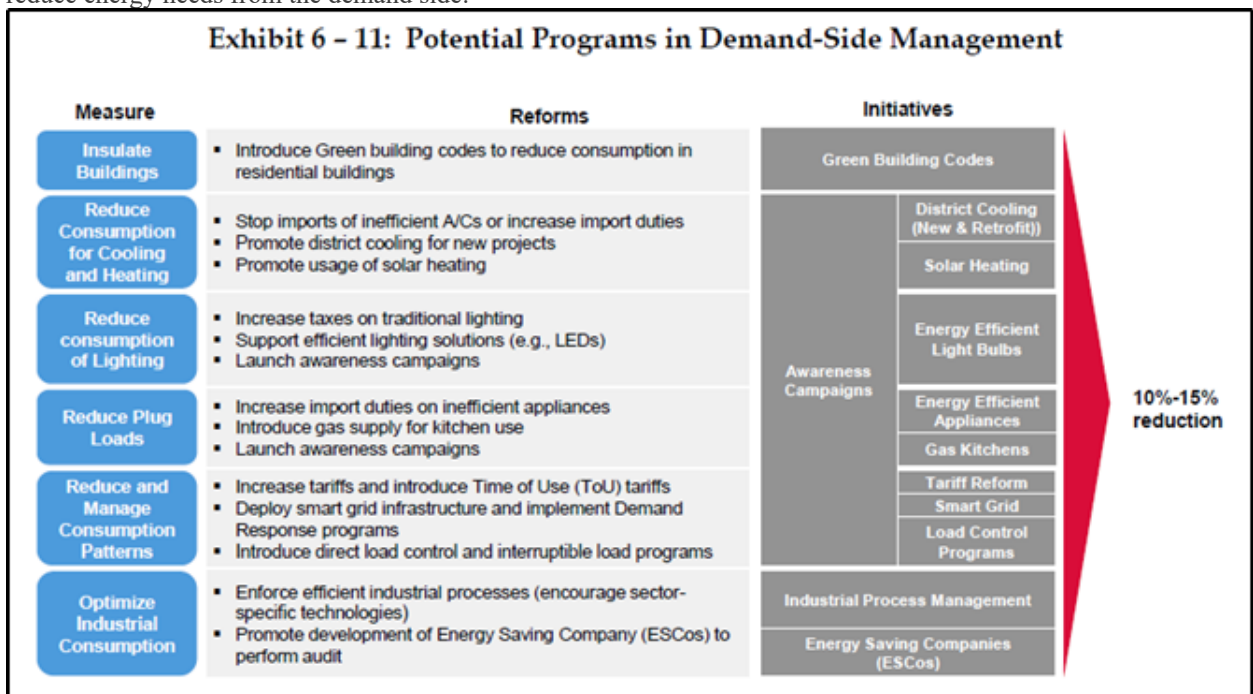 reduce energy needs from the demand side.
Exhibit 6 – 11: Potential Programs in Demand-Side Management
Measure
Reforms
Initiatives
Insulate
Buildings
▪ Introduce Green building codes to reduce consumption in
residential buildings
Green Building Codes
Reduce
Consumption
for Cooling
and Heating
▪ Stop imports of inefficient A/Cs or increase import duties
▪ Promote district cooling for new projects
▪ Promote usage of solar heating
District Cooling
(New & Retrofit))
Solar Heating
Reduce
consumption
of Lighting
▪ Increase taxes on traditional lighting
▪ Support efficient lighting solutions (e.g., LEDs)
▪ Launch awareness campaigns
Energy Efficient
Light Bulbs
Awareness
Campaigns
Reduce Plug
Loads
▪ Increase import duties on inefficient appliances
▪ Introduce gas supply for kitchen use
▪ Launch awareness campaigns
Energy Efficient
Appliances
Gas Kitchens
Reduce and
Manage
Consumption
Patterns
▪ Increase tariffs and introduce Time of Use (ToU) tariffs
▪ Deploy smart grid infrastructure and implement Demand
Response programs
▪ Introduce direct load control and interruptible load programs
Tariff Reform
Smart Grid
Load Control
Programs
Optimize
Industrial
Consumption
▪ Enforce efficient industrial processes (encourage sector-
specific technologies)
▪ Promote development of Energy Saving Company (ESCos) to
perform audit
Industrial Process Management
Energy Saving Companies
(ESCos)
10%-15%
reduction